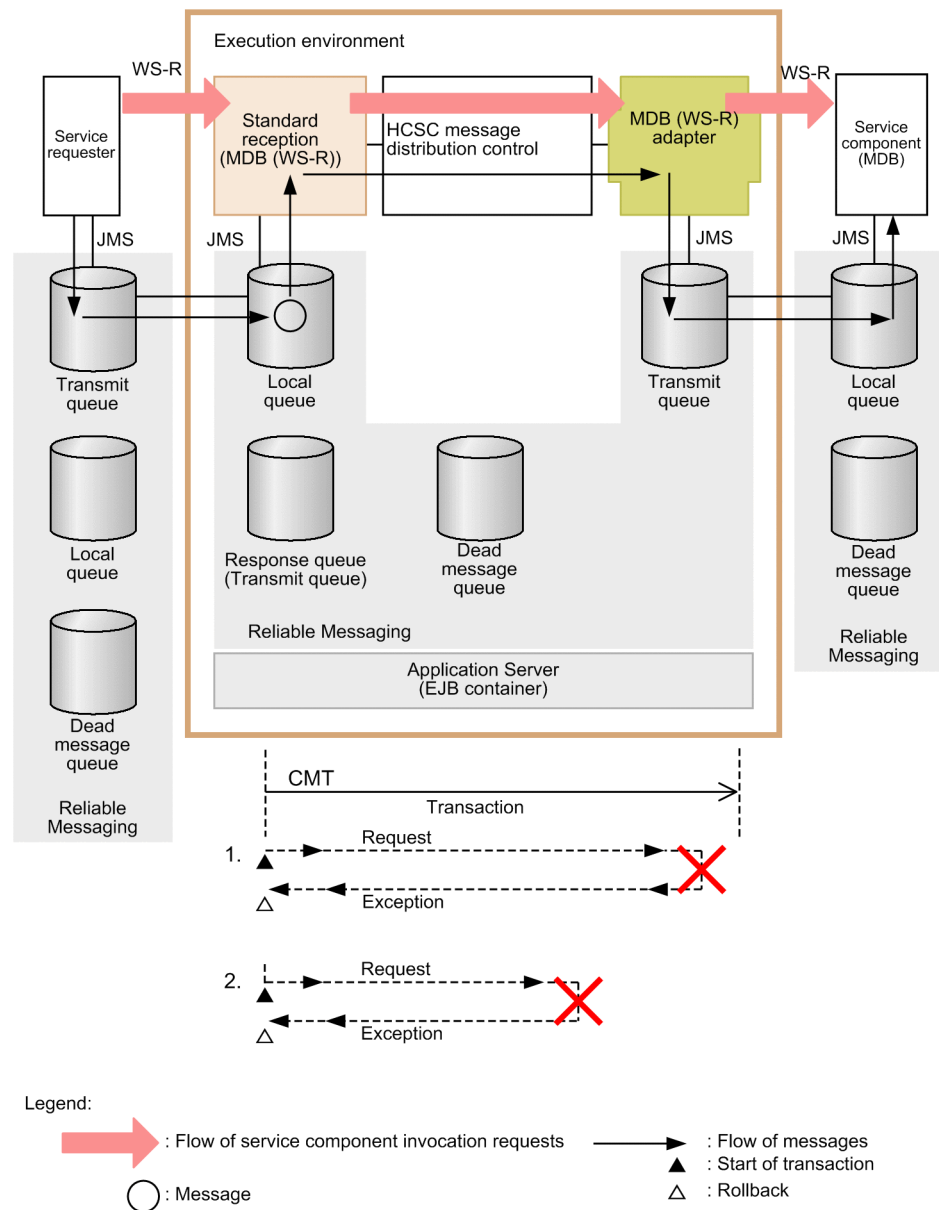 Execution environment
WS-R
WS-R
Service
requester
Standard
reception
(MDB (WS-R))
HCSC message
distribution control
MDB (WS-R)
adapter
Service
component
(MDB)
JMS
JMS
JMS
JMS
Transmit
queue
Local
queue
Transmit
queue
Local
queue
Local
queue
Response queue
(Transmit queue)
Dead
message
queue
Dead
message
queue
Reliable Messaging
Reliable
Messaging
Application Server
(EJB container)
Dead
message
queue
Reliable
Messaging
CMT
Transaction
1.
Request
Exception
2.
Request
Exception
Legend:
: Flow of service component invocation requests
: Flow of messages
: Start of transaction
: Message
: Rollback